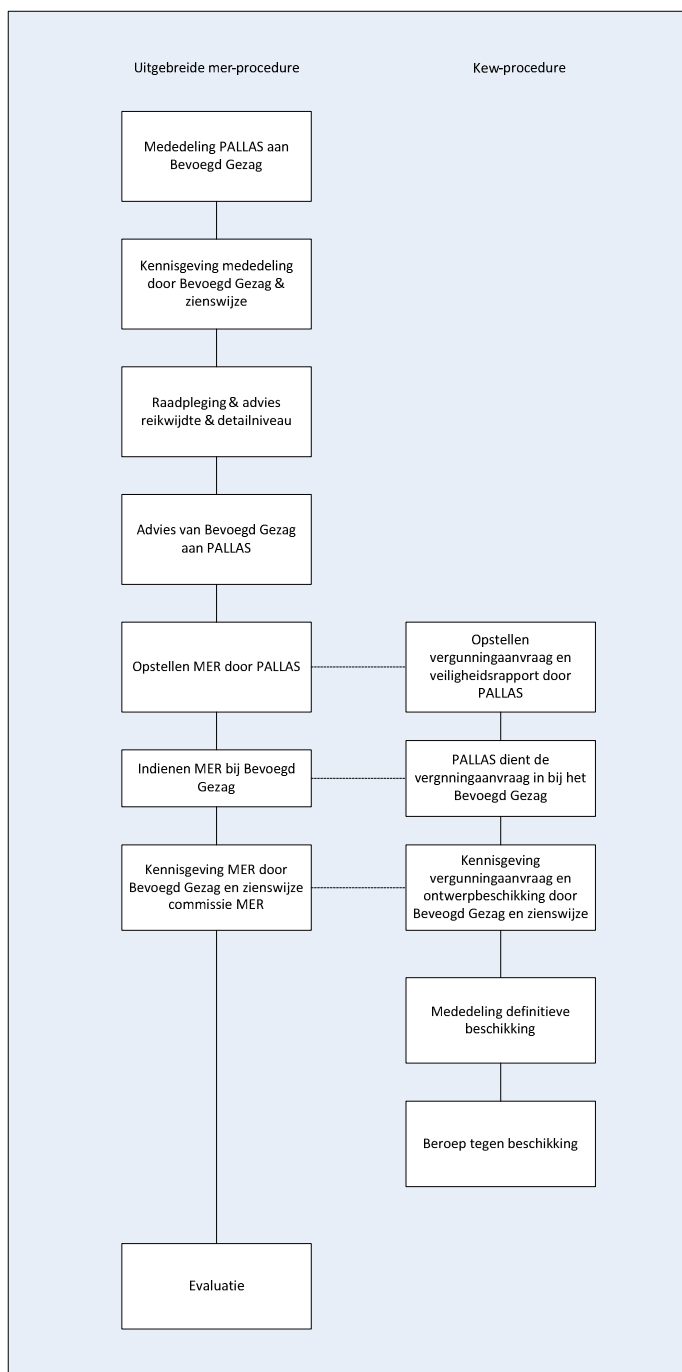 Uitgebreide mer-procedure
Kew-procedure
Mededeling PALLAS aan
Bevoegd Gezag
Kennisgeving mededeling
door Bevoegd Gezag &
zienswijze
Raadpleging & advies
reikwijdte & detailniveau
Advies van Bevoegd Gezag
aan PALLAS
Opstellen MER door PALLAS
Opstellen
vergunningaanvraag en
veiligheidsrapport door
PALLAS
Indienen MER bij Bevoegd
Gezag
PALLAS dient de
vergnningaanvraag in bij het
Bevoegd Gezag
Kennisgeving MER door
Bevoegd Gezag en zienswijze
commissie MER
Kennisgeving
vergunningaanvraag en
ontwerpbeschikking door
Beveogd Gezag en zienswijze
Mededeling definitieve
beschikking
Beroep tegen beschikking
Evaluatie